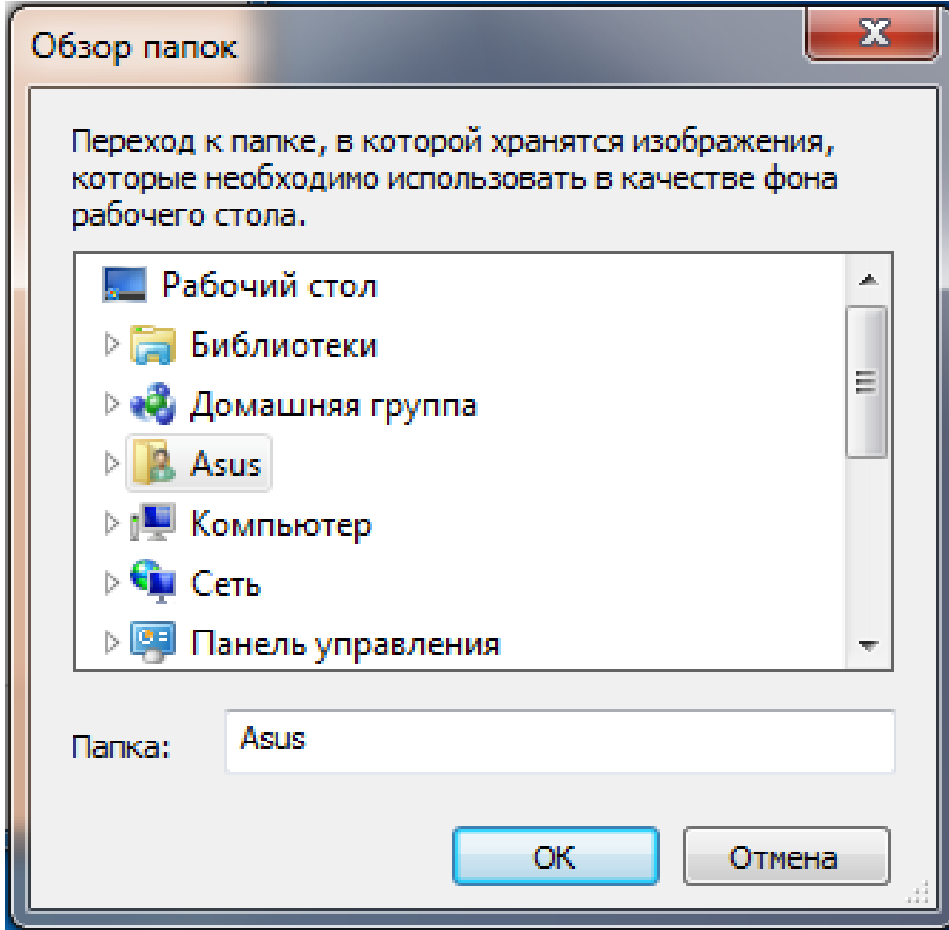 Обзор папок
Переход к папке, в которой хранятся изображения,
которые необходимо использовать в качестве фона
рабочего стола.
Рабочий стол
Библиотеки
Домашняя группа
Asus
Компьютер
Сеть
Панель управления
Папка: Asus
ОК Отмена